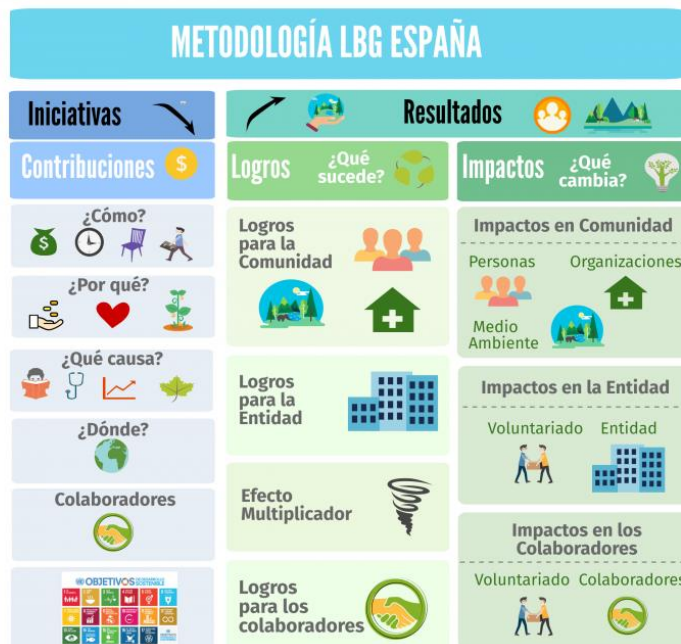 METODOLOGÍA LBG ESPAÑA
Iniciativas
Resultados
Contribuciones
$
Logros
¿Qué
sucede?
Impactos
¿Qué
cambia?
¿Cómo?
$
¿Por qué?
¿Qué causa?
¿Dónde?
Colaboradores
OBJETIVOS
Logros
para la
Comunidad
Logros
para la
Entidad
Efecto
Multiplicador
Logros
para los
colaboradores
Impactos en Comunidad
Personas
Organizaciones
Medio
Ambiente
Impactos en la Entidad
Voluntariado
Entidad
Impactos en los
Colaboradores
Voluntariado
Colaboradores